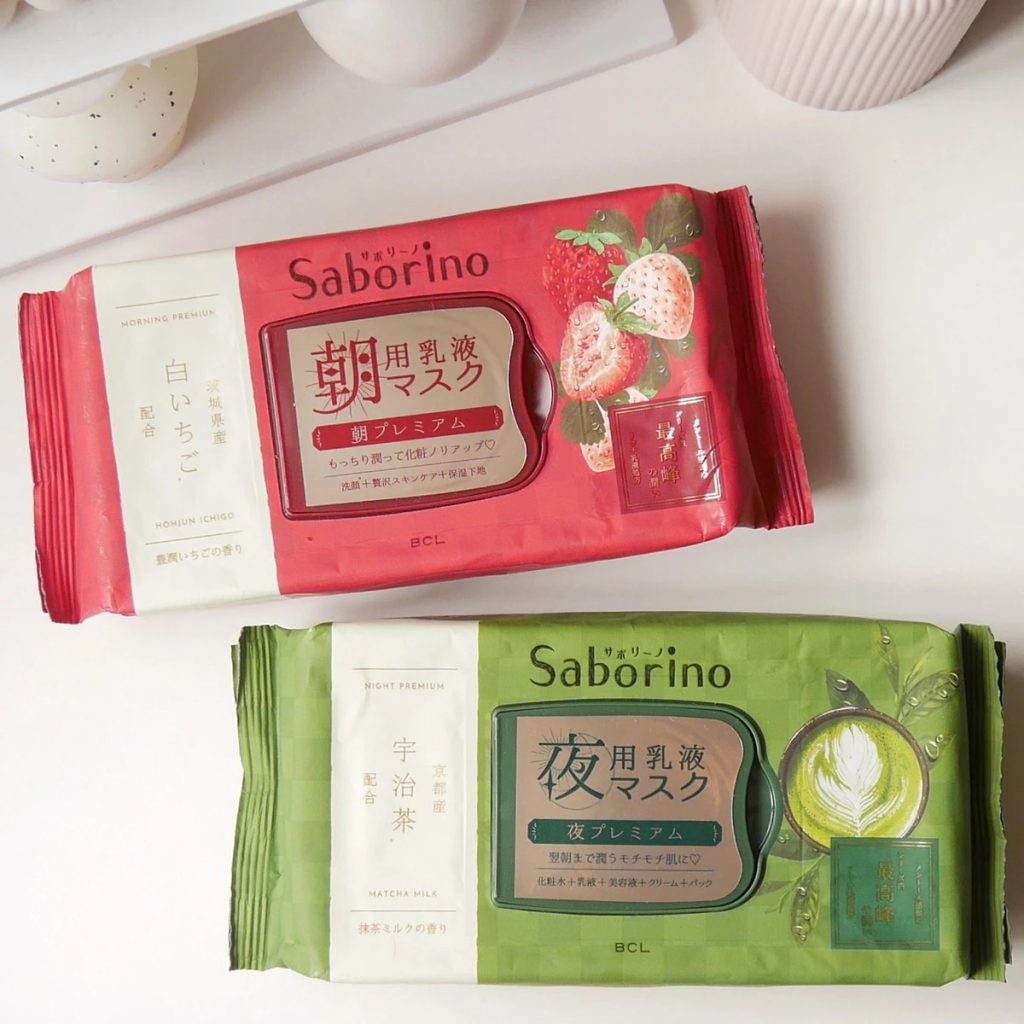 サボリーノ
Saborino
MORNING PREMIUM
茨城県産
白いちご
配合
HOHJUN ICHIGO
豊潤いちごの香り
朝用乳液
マスク
朝プレミアム
もっちり潤って化粧ノリアップ♡
洗顔+贅沢スキンケア+保湿下地
最高峰
の潤い
BCL
サボリーノ
Saborino
NIGHT PREMIUM
京都産
宇治茶
配合
MATCHA MILK
抹茶ミルクの香り
夜用乳液
マスク
夜プレミアム
翌朝まで潤うモチモチ肌に♡
化粧水+乳液+美容液+クリーム+パック
最高峰
BCL